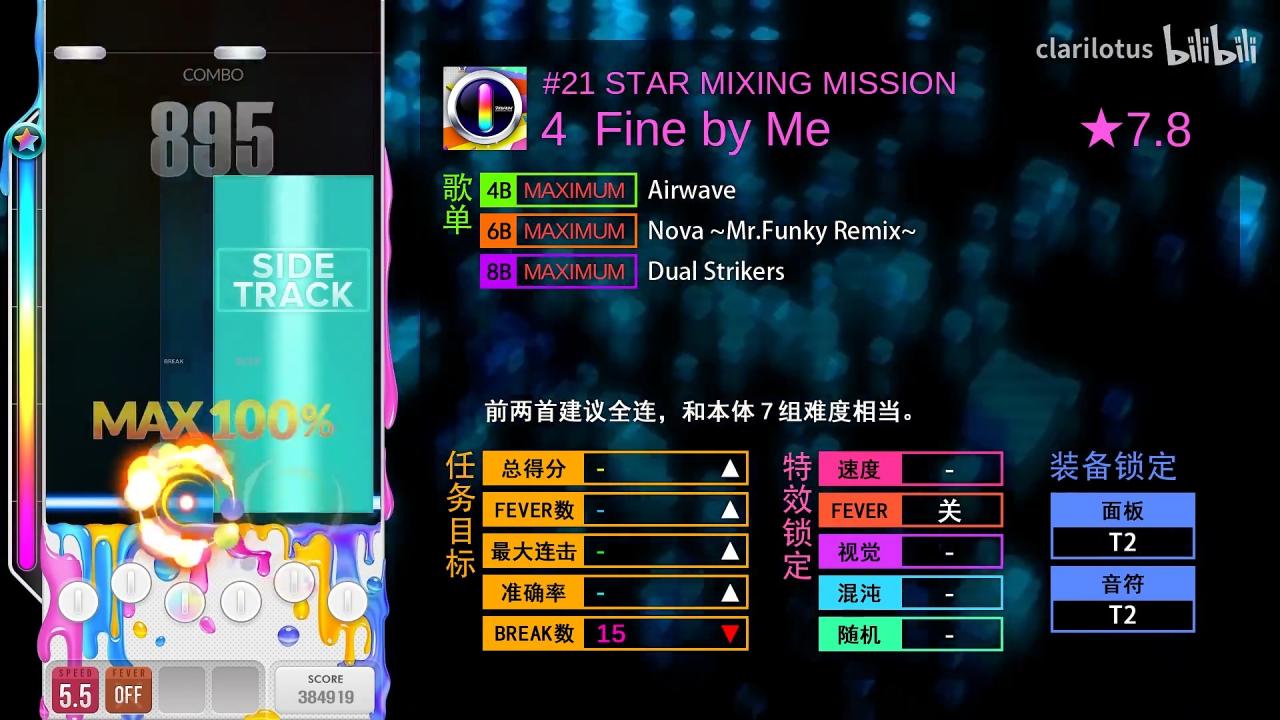 COMBO
895
SIDE
TRACK
BREAK
MAX 100%
SPEED
5.5
FEVER
OFF
SCORE
384919
clarilotus bilibili
#21 STAR MIXING MISSION
4 Fine by Me
★7.8
歌单
4B MAXIMUM Airwave
6B MAXIMUM Nova ~Mr.Funky Remix~
8B MAXIMUM Dual Strikers
前两首建议全连，和本体7组难度相当。
任务目标
总得分 - ▲
FEVER数 - ▲
最大连击 - ▲
准确率 - ▲
BREAK数 15 ▼
特效锁定
速度 -
FEVER 关
视觉 -
混沌 -
随机 -
装备锁定
面板
T2
音符
T2